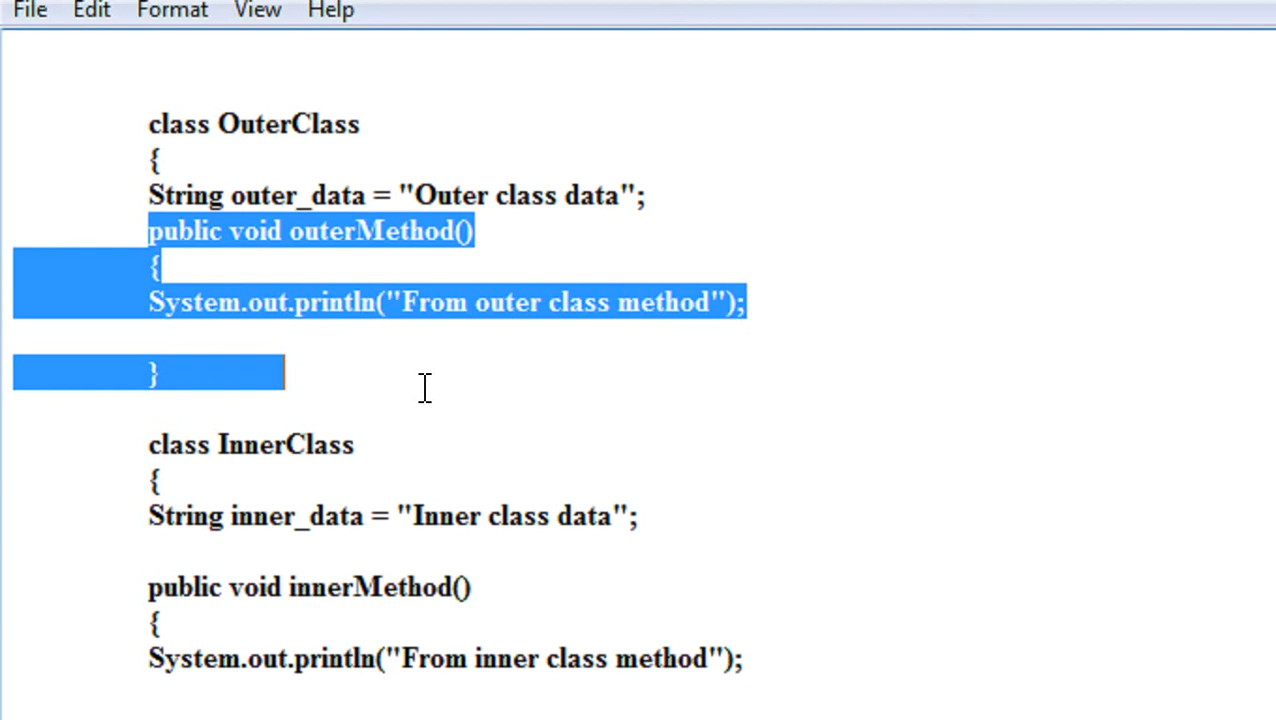 File Edit Format View Help
class OuterClass
{
String outer_data = "Outer class data";
public void outerMethod()
{
System.out.println("From outer class method");
}
class InnerClass
{
String inner_data = "Inner class data";
public void innerMethod()
{
System.out.println("From inner class method");